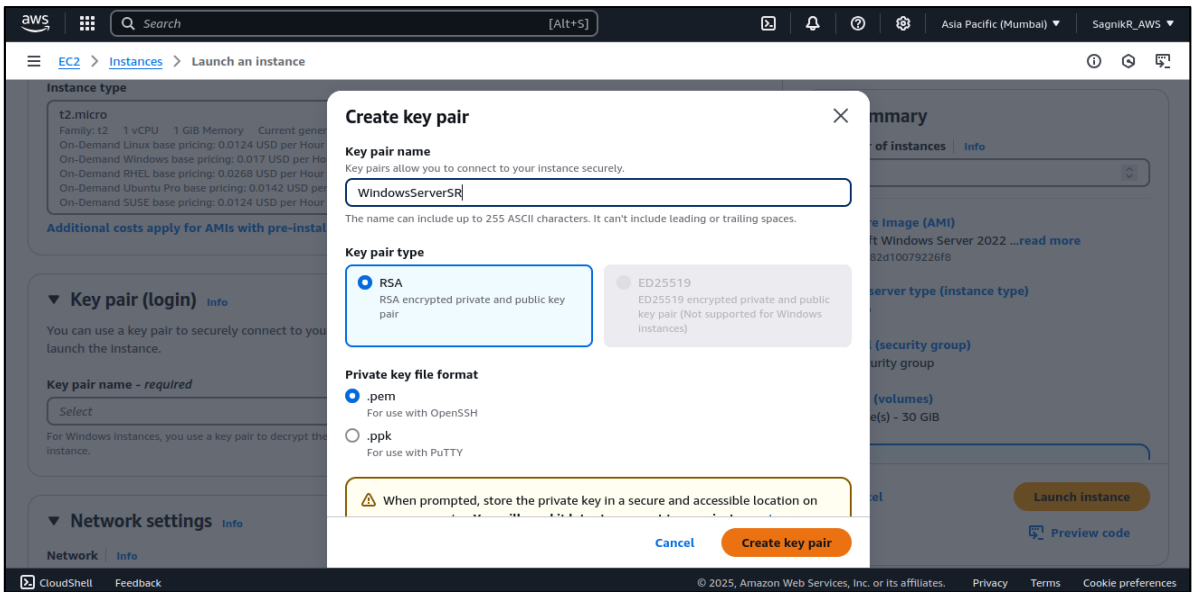 aws
Search
[Alt+S]
Asia Pacific (Mumbai) ▼
SagnikR_AWS ▼
EC2 > Instances > Launch an instance
Instance type
t2.micro
Family: t2 1 vCPU 1 GiB Memory Current gener
On-Demand Linux base pricing: 0.0124 USD per Hour
On-Demand Windows base pricing: 0.017 USD per Ho
On-Demand RHEL base pricing: 0.0268 USD per Hour
On-Demand Ubuntu Pro base pricing: 0.0142 USD per
On-Demand SUSE base pricing: 0.0124 USD per Hour
Additional costs apply for AMIs with pre-instal
▼ Key pair (login) Info
You can use a key pair to securely connect to you
launch the instance.
Key pair name - required
Select
For Windows instances, you use a key pair to decrypt the
instance.
▼ Network settings Info
Network Info
Create key pair
Key pair name
Key pairs allow you to connect to your instance securely.
WindowsServerSR
The name can include up to 255 ASCII characters. It can't include leading or trailing spaces.
Key pair type
RSA
RSA encrypted private and public key
pair
ED25519
ED25519 encrypted private and public
key pair (Not supported for Windows
instances)
Private key file format
.pem
For use with OpenSSH
.ppk
For use with PuTTY
When prompted, store the private key in a secure and accessible location on
Cancel
Create key pair
mmary
r of instances Info
re Image (AMI)
ft Windows Server 2022 ...read more
82d10079226f8
server type (instance type)
l (security group)
urity group
(volumes)
e(s) - 30 GiB
cel
Launch instance
Preview code
CloudShell Feedback
© 2025, Amazon Web Services, Inc. or its affiliates. Privacy Terms Cookie preferences